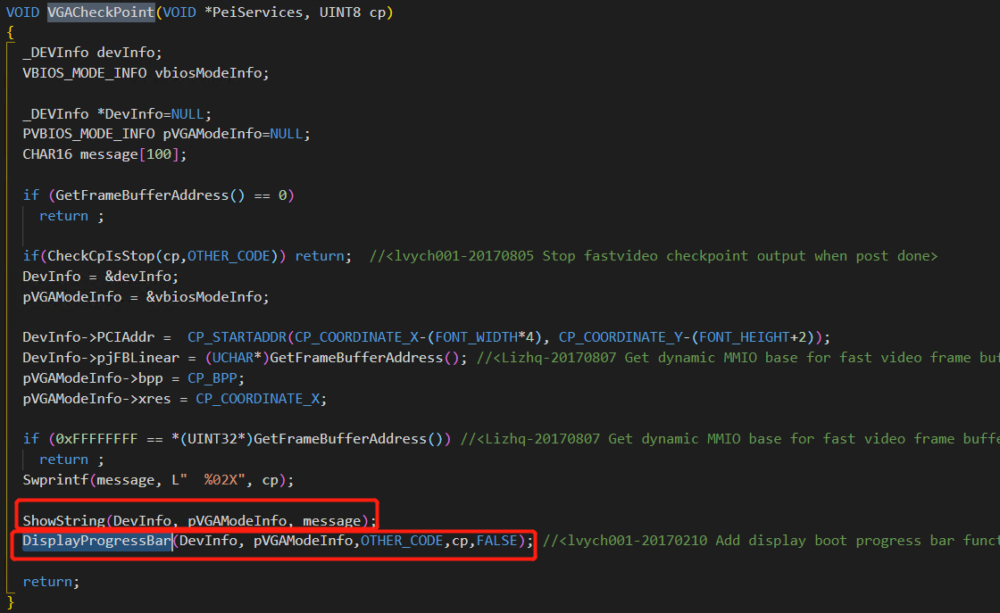 VOID VGACheckPoint(VOID *PeiServices, UINT8 cp)
{
_DEVInfo devInfo;
VBIOS_MODE_INFO vbiosModeInfo;
_DEVInfo *DevInfo=NULL;
PVBIOS_MODE_INFO pVGAModeInfo=NULL;
CHAR16 message[100];
if (GetFrameBufferAddress() == 0)
return ;
if(CheckCpIsStop(cp,OTHER_CODE)) return; //<lvych001-20170805 Stop fastvideo checkpoint output when post done>
DevInfo = &devInfo;
pVGAModeInfo = &vbiosModeInfo;
DevInfo->PCIAddr = CP_STARTADDR(CP_COORDINATE_X-(FONT_WIDTH*4), CP_COORDINATE_Y-(FONT_HEIGHT+2));
DevInfo->pjFBLinear = (UCHAR*)GetFrameBufferAddress(); //<Lizhq-20170807 Get dynamic MMIO base for fast video frame buf
pVGAModeInfo->bpp = CP_BPP;
pVGAModeInfo->xres = CP_COORDINATE_X;
if (0xFFFFFFFF == *(UINT32*)GetFrameBufferAddress()) //<Lizhq-20170807 Get dynamic MMIO base for fast video frame buffe
return ;
Swprintf(message, L"  %02X", cp);
ShowString(DevInfo, pVGAModeInfo, message);
DisplayProgressBar(DevInfo, pVGAModeInfo,OTHER_CODE,cp,FALSE); //<lvych001-20170210 Add display boot progress bar funct
return;
}